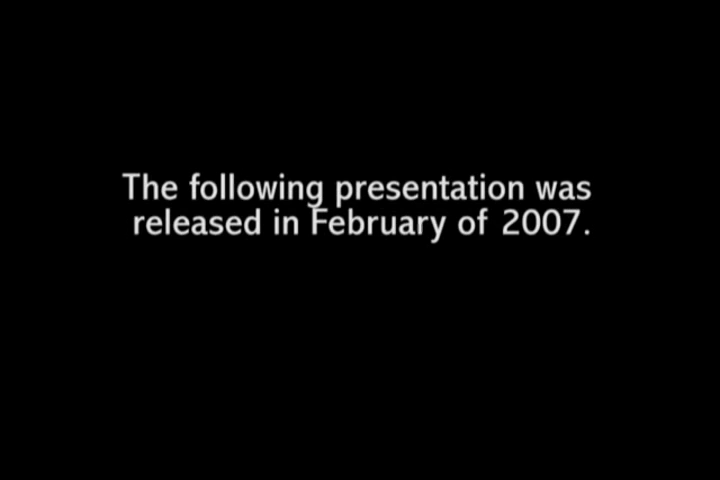 The following presentation was
released in February of 2007.